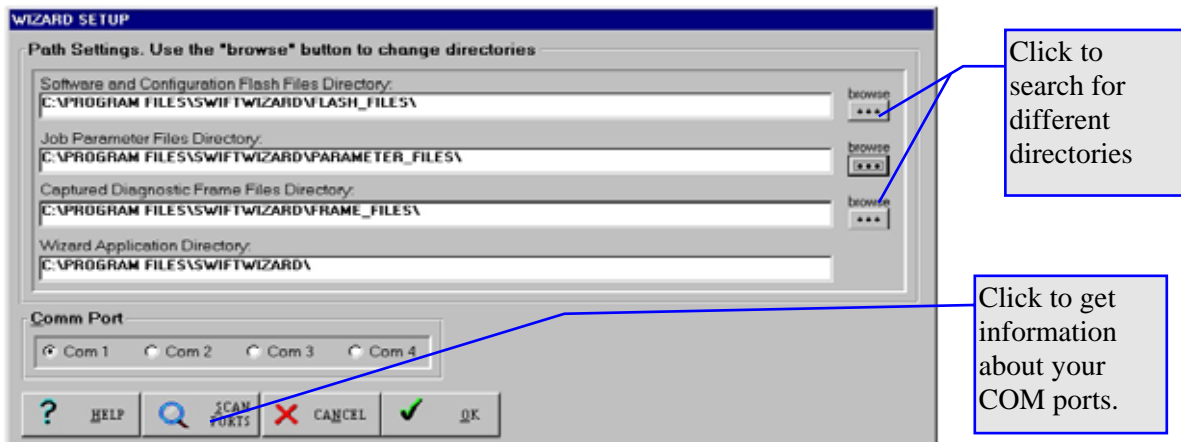 WIZARD SETUP
Path Settings. Use the "browse" button to change directories
Software and Configuration Flash Files Directory:
browse
C:\PROGRAM FILES\SWIFTWIZARD\FLASH_FILES\
Job Parameter Files Directory:
browse
C:\PROGRAM FILES\SWIFTWIZARD\PARAMETER_FILES\
Captured Diagnostic Frame Files Directory:
browse
C:\PROGRAM FILES\SWIFTWIZARD\FRAME_FILES\
Wizard Application Directory:
C:\PROGRAM FILES\SWIFTWIZARD\
Click to
search for
different
directories
Comm Port
Com 1 Com 2 Com 3 Com 4
HELP
SCAN
PORTS
CANCEL
OK
Click to get
information
about your
COM ports.